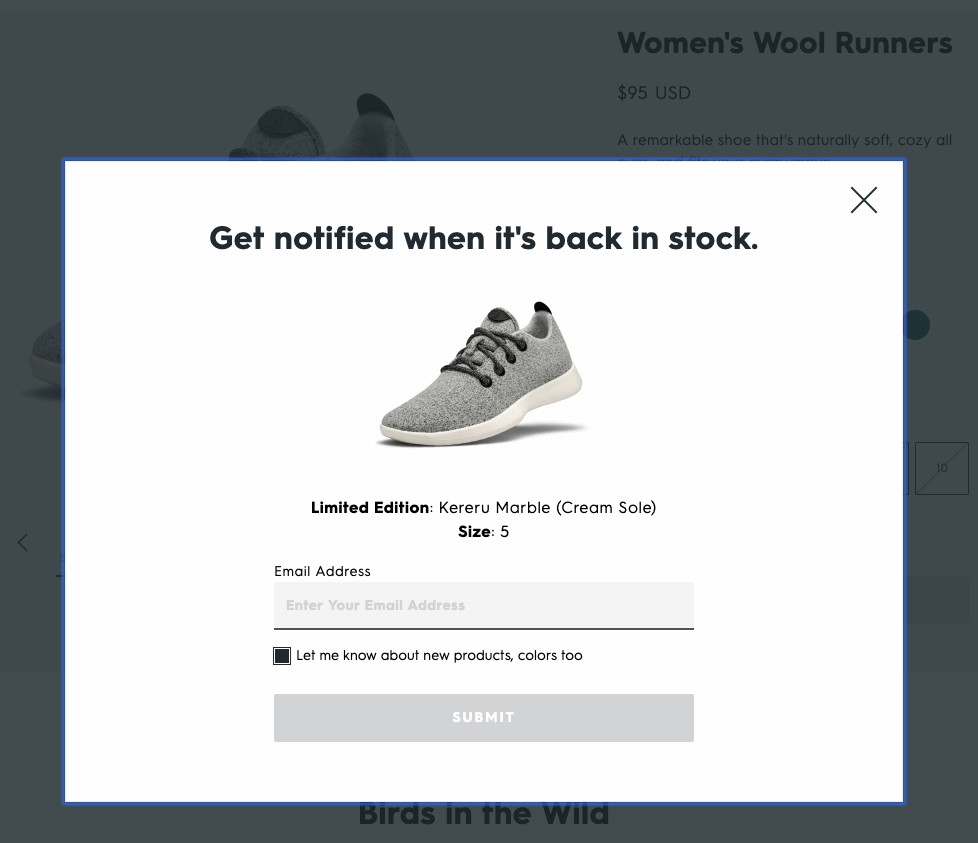 Women's Wool Runners
$95 USD
A remarkable shoe that's naturally soft, cozy all
Get notified when it's back in stock.
Limited Edition: Kereru Marble (Cream Sole)
Size: 5
10
Email Address
Enter Your Email Address
Let me know about new products, colors too
SUBMIT
Birds in the Wild